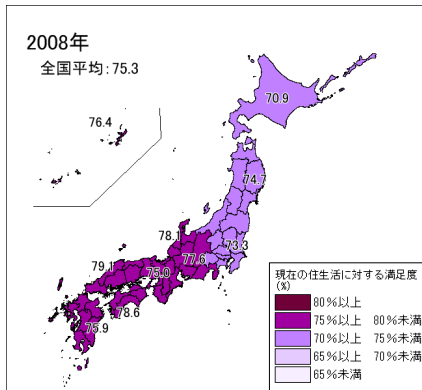 2008年
全国平均：75.3
70.9
76.4
74.7
78.1
73.3
77.6
79.1
75.0
78.6
75.9
現在の住生活に対する満足度
(%)
80％以上
75％以上 80％未満
70％以上 75％未満
65％以上 70％未満
65％未満